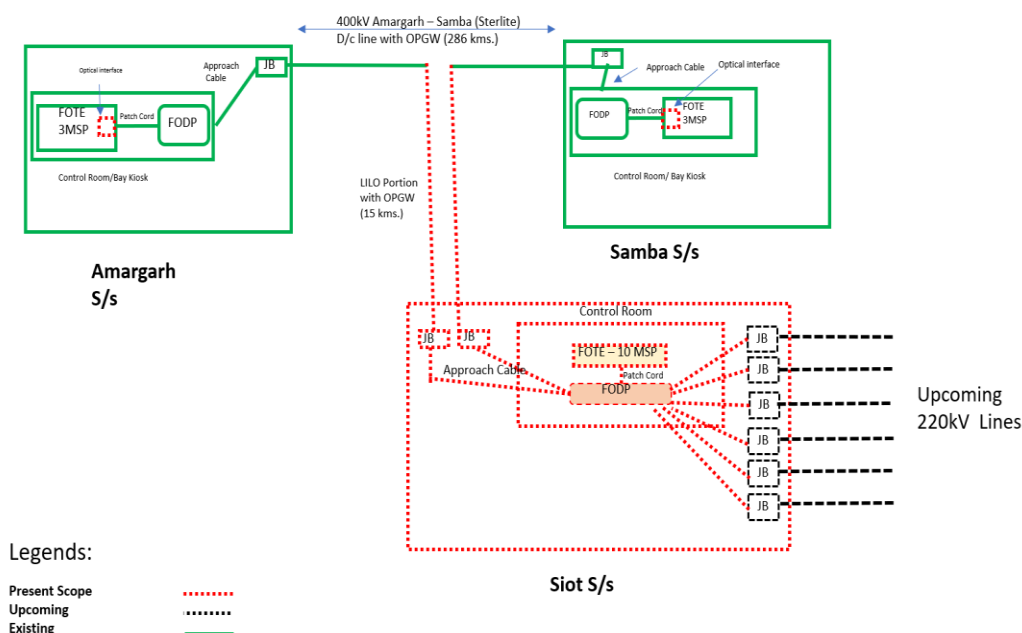 400kV Amargarh – Samba (Sterlite)
D/c line with OPGW (286 kms.)
Optical interface
Approach
Cable
JB
FOTE
3MSP
Patch Cord
FODP
Control Room/Bay Kiosk
Amargarh
S/s
JB
Approach Cable
Optical interface
FODP
Patch Cord
FOTE
3MSP
Control Room/ Bay Kiosk
Samba S/s
LILO Portion
with OPGW
(15 kms.)
Control Room
JB
JB
FOTE – 10 MSP
Approach Cable
Patch Cord
FODP
JB
JB
JB
JB
JB
JB
Upcoming
220kV Lines
Siot S/s
Legends:
Present Scope
Upcoming
Existing